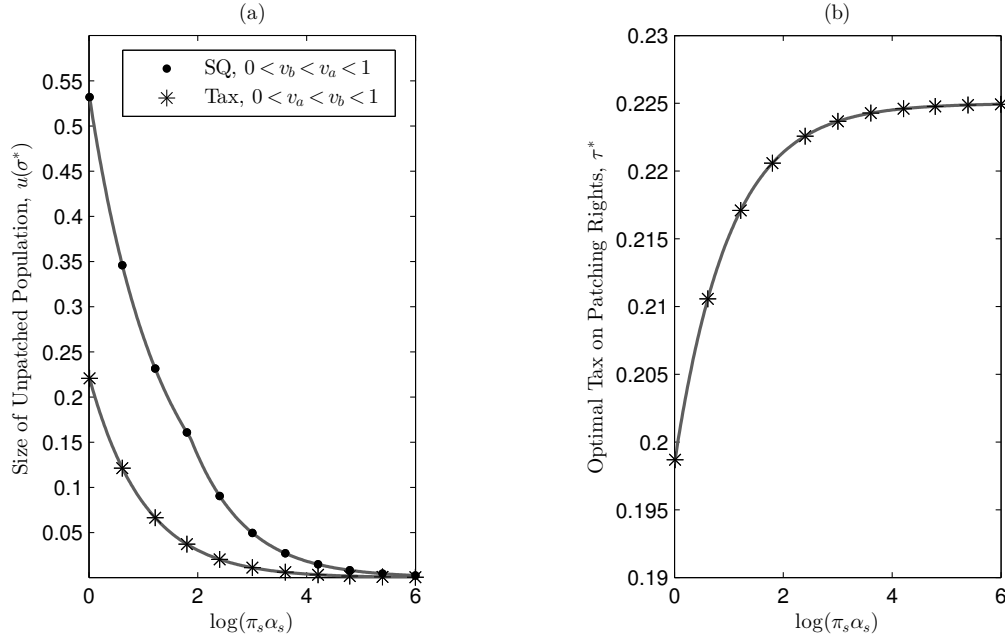 (a)
Size of Unpatched Population, u(σ*)
0.55
0.5
0.45
0.4
0.35
0.3
0.25
0.2
0.15
0.1
0.05
SQ, 0 < v_b < v_a < 1
Tax, 0 < v_a < v_b < 1
0 2 4 6
log(π_s α_s)
(b)
Optimal Tax on Patching Rights, τ*
0.23
0.225
0.22
0.215
0.21
0.205
0.2
0.195
0.19
0 2 4 6
log(π_s α_s)